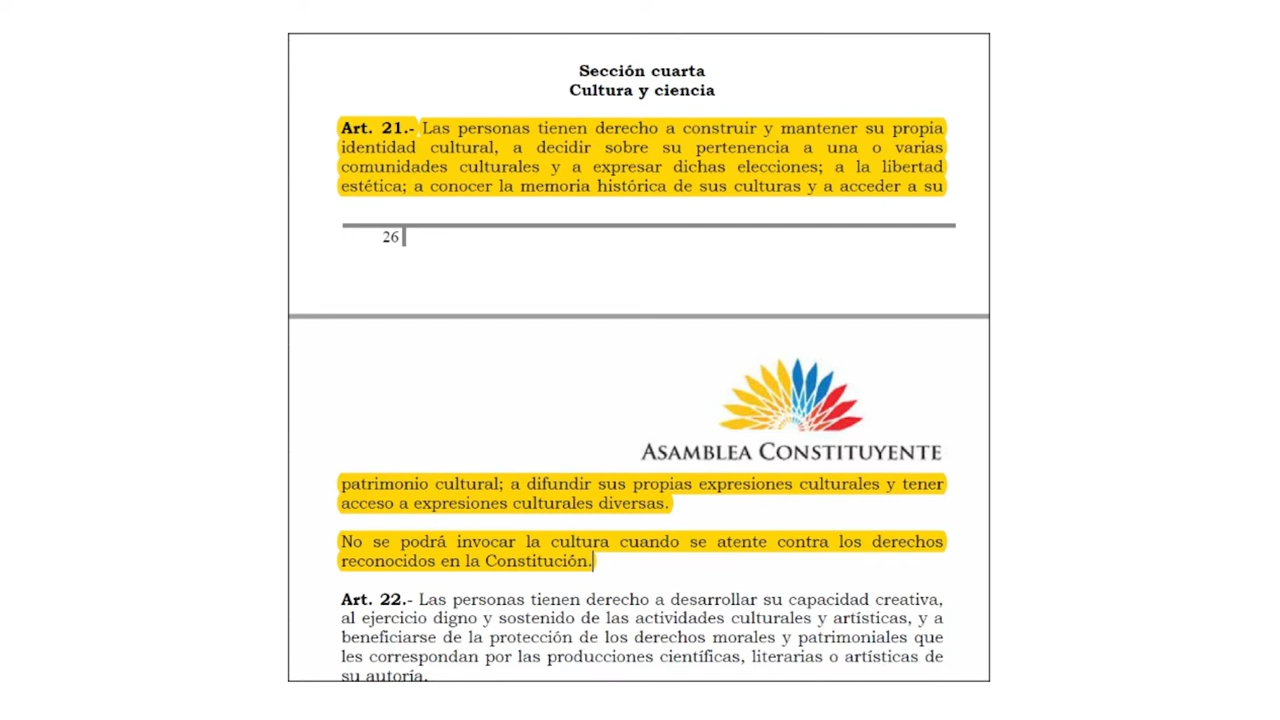 Sección cuarta
Cultura y ciencia
Art. 21.- Las personas tienen derecho a construir y mantener su propia
identidad cultural, a decidir sobre su pertenencia a una o varias
comunidades culturales y a expresar dichas elecciones; a la libertad
estética; a conocer la memoria histórica de sus culturas y a acceder a su
26
ASAMBLEA CONSTITUYENTE
patrimonio cultural; a difundir sus propias expresiones culturales y tener
acceso a expresiones culturales diversas.
No se podrá invocar la cultura cuando se atente contra los derechos
reconocidos en la Constitución.
Art. 22.- Las personas tienen derecho a desarrollar su capacidad creativa,
al ejercicio digno y sostenido de las actividades culturales y artísticas, y a
beneficiarse de la protección de los derechos morales y patrimoniales que
les correspondan por las producciones científicas, literarias o artísticas de
su autoría.